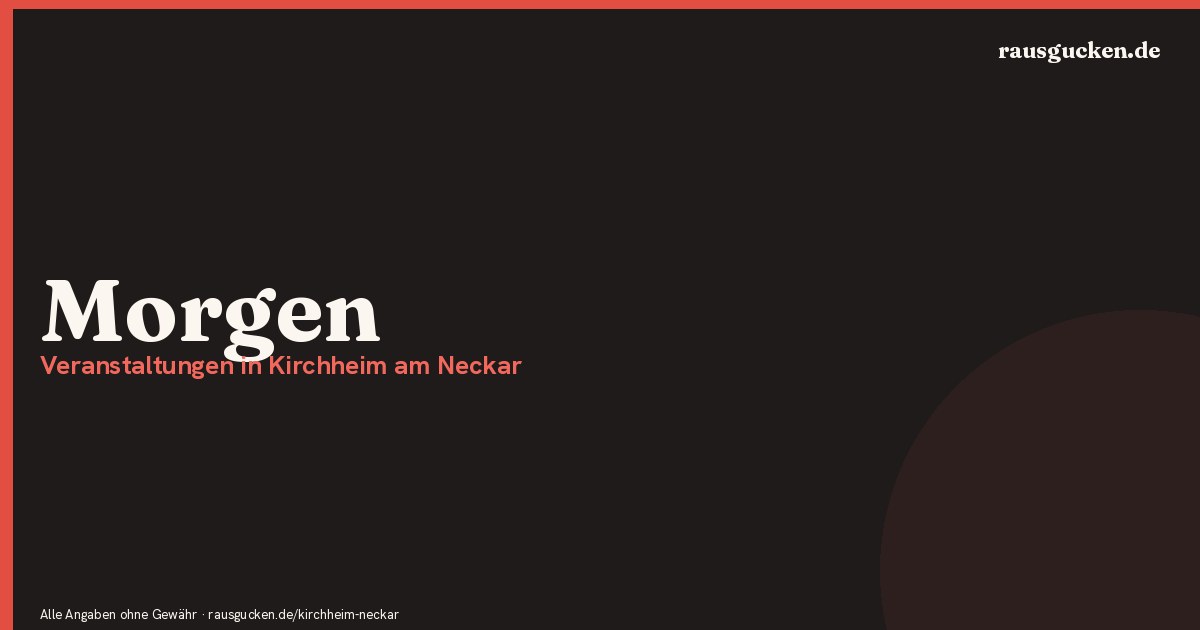 rausgucken.de
Morgen
Veranstaltungen in Kirchheim am Neckar
Alle Angaben ohne Gewähr · rausgucken.de/kirchheim-neckar